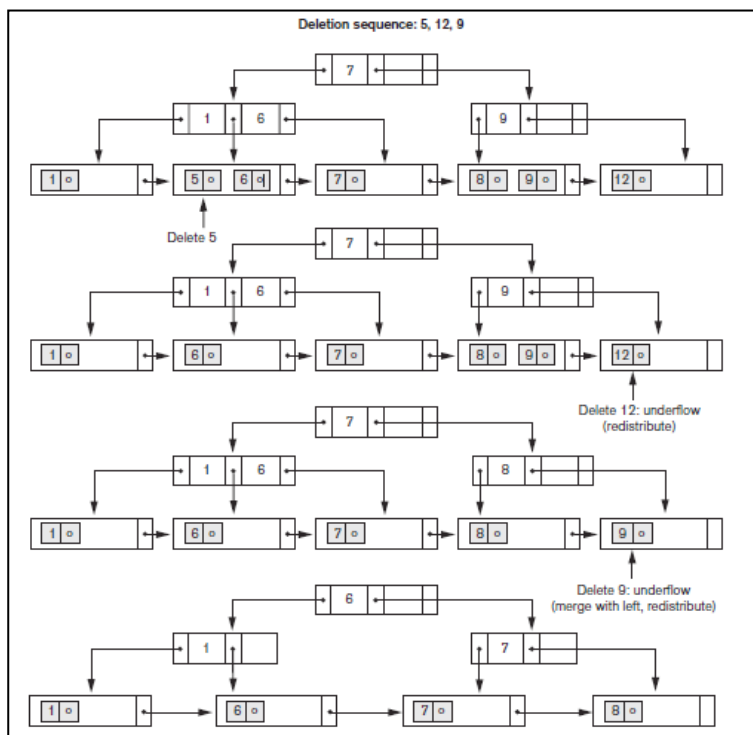 Deletion sequence: 5, 12, 9
7
1 6 9
1 5 6 7 8 9 12
Delete 5
7
1 6 9
1 6 7 8 9 12
Delete 12: underflow
(redistribute)
7
1 6 8
1 6 7 8 9
Delete 9: underflow
(merge with left, redistribute)
6
1 7
1 6 7 8